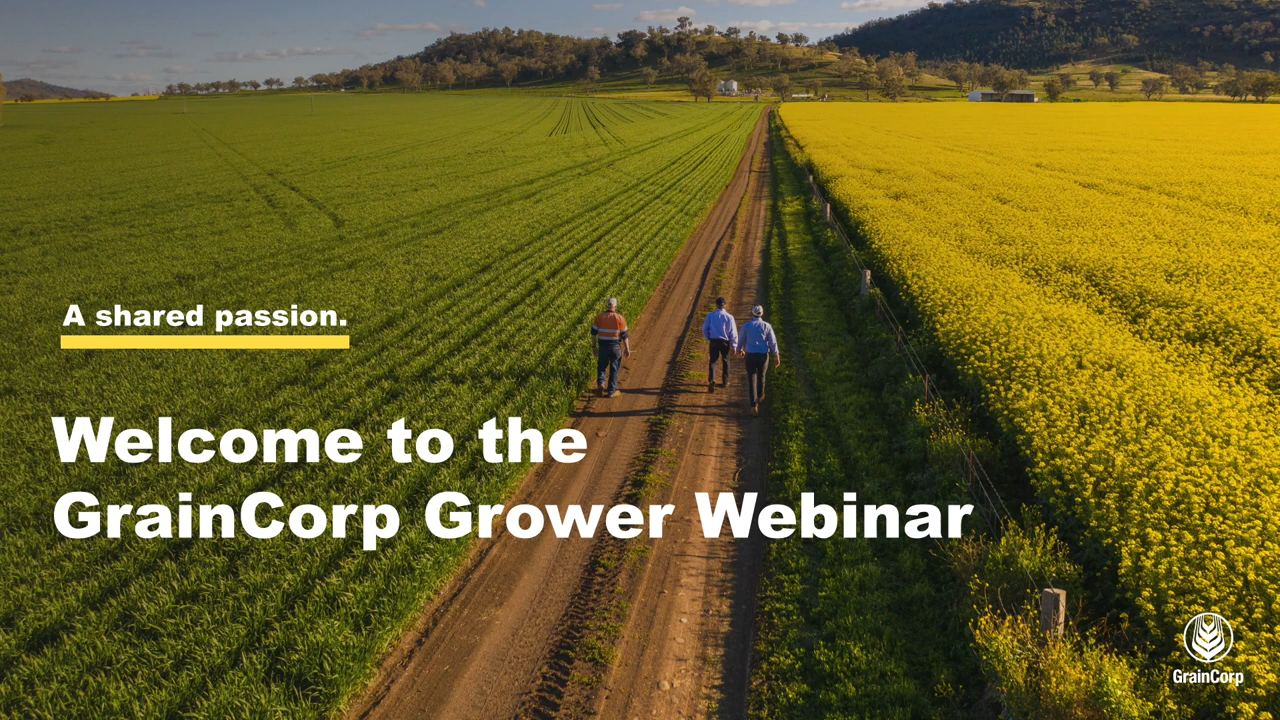 A shared passion.
Welcome to the
GrainCorp Grower Webinar
GrainCorp